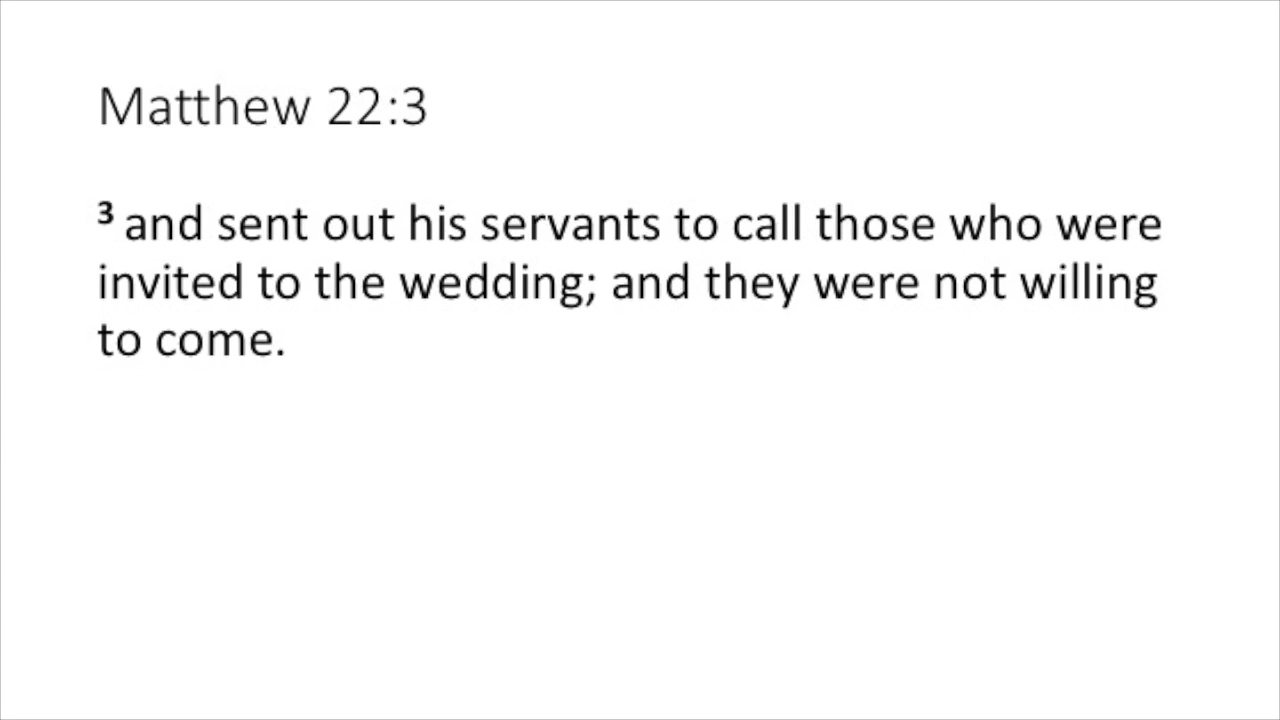 Matthew 22:3
3 and sent out his servants to call those who were
invited to the wedding; and they were not willing
to come.